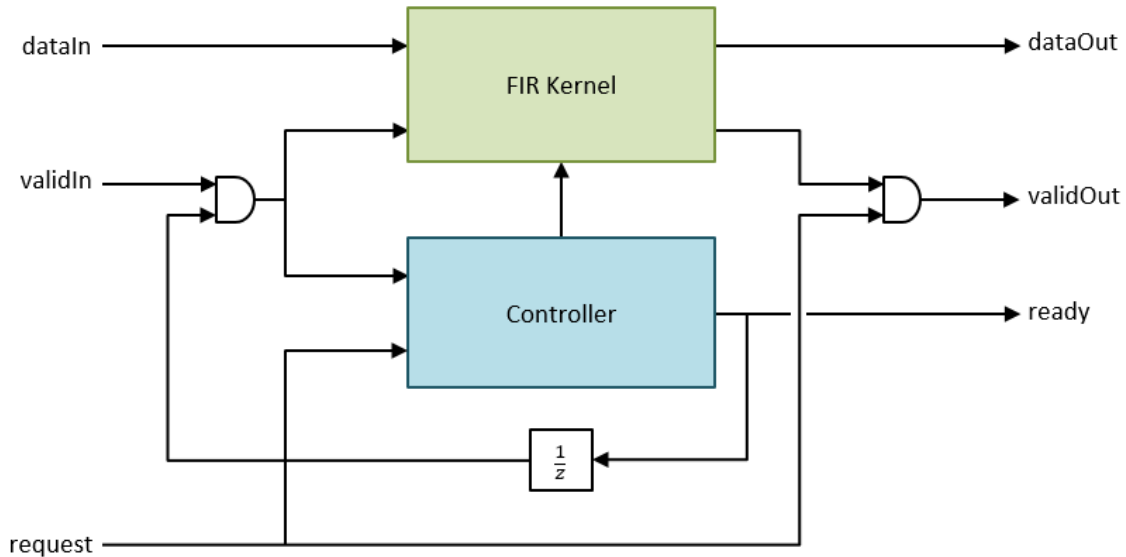 dataIn
FIR Kernel
dataOut
validIn
validOut
Controller
ready
1
z
request